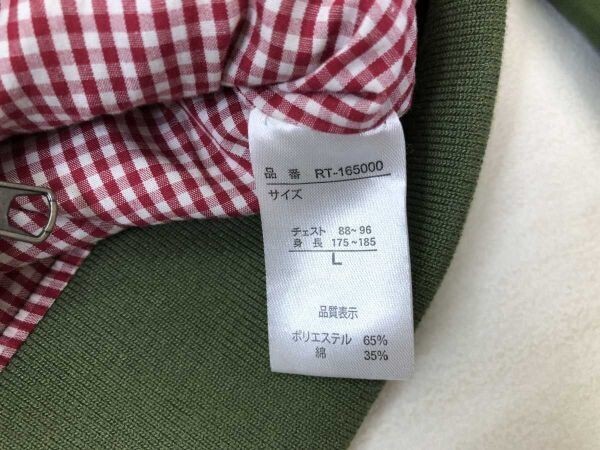 品 番 RT-165000
サイズ
チェスト 88~96
身 長 175~185
L
品質表示
ポリエステル 65%
綿 35%